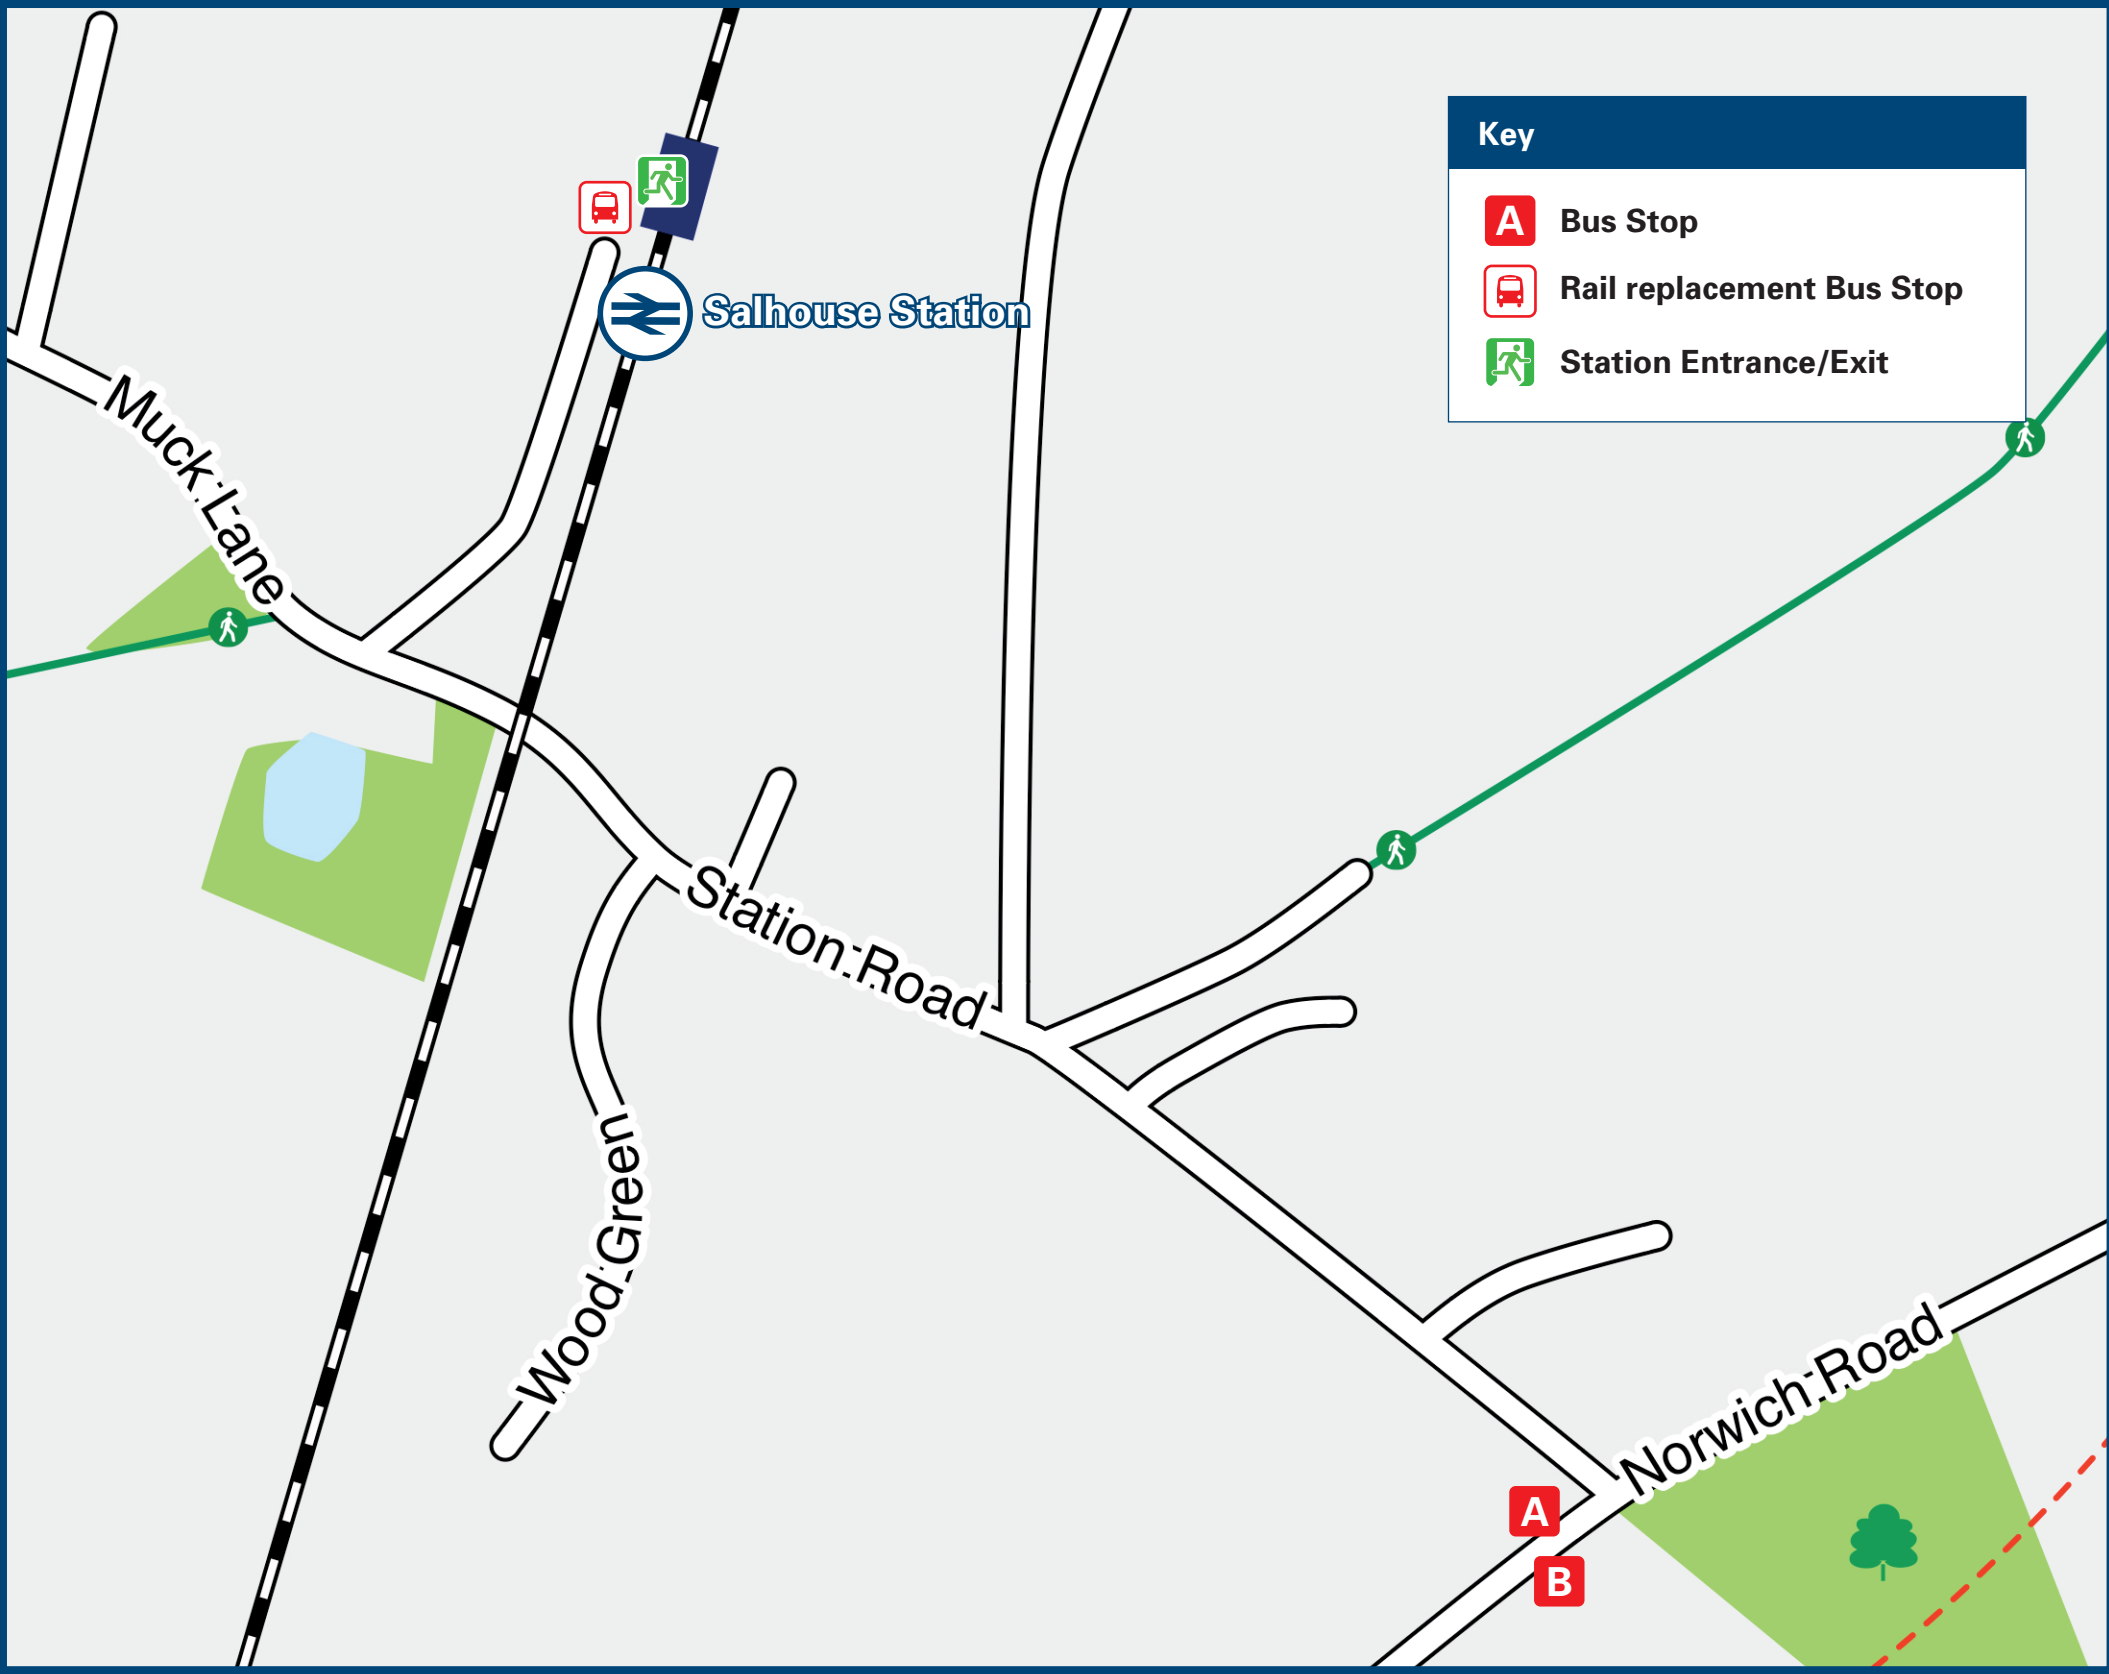 Key
A Bus Stop
Rail replacement Bus Stop
Station Entrance/Exit
Salhouse Station
Muck Lane
Station Road
Wood Green
Norwich Road
A
B